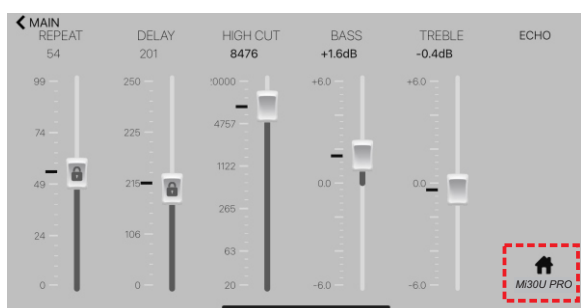 MAIN
REPEAT DELAY HIGH CUT BASS TREBLE ECHO
54 201 8476 +1.6dB -0.4dB
99 250 :0000 +6.0 +6.0
74 225 4757
49 215 1122 0.0 0.0
265
24 106 63
0 0 20 -6.0 -6.0
Mi30U PRO